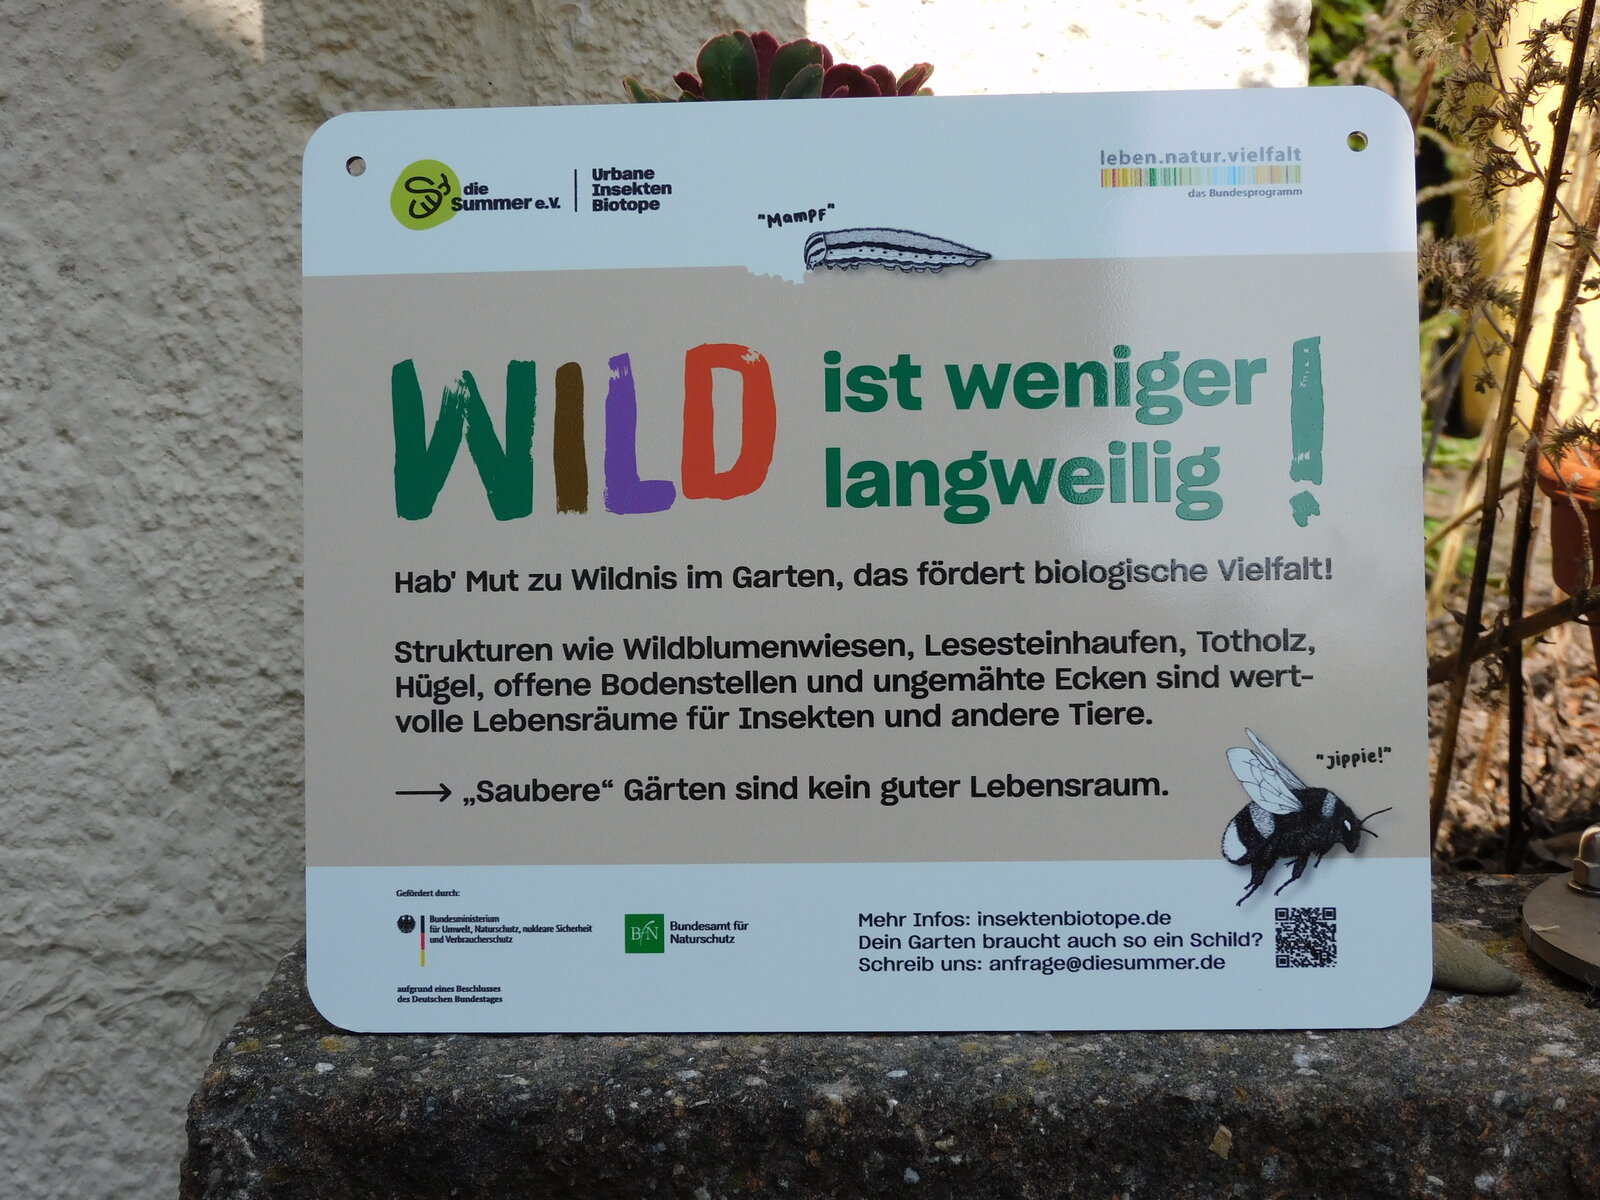 die
Summer e.V.
Urbane
Insekten
Biotope
leben.natur.vielfalt
das Bundesprogramm
"Mampf"
WILD ist weniger
langweilig!
Hab' Mut zu Wildnis im Garten, das fördert biologische Vielfalt!
Strukturen wie Wildblumenwiesen, Lesesteinhaufen, Totholz,
Hügel, offene Bodenstellen und ungemähte Ecken sind wert-
volle Lebensräume für Insekten und andere Tiere.
"jippie!"
→ „Saubere“ Gärten sind kein guter Lebensraum.
Gefördert durch:
Bundesministerium
für Umwelt, Naturschutz, nukleare Sicherheit
und Verbraucherschutz
aufgrund eines Beschlusses
des Deutschen Bundestages
BfN
Bundesamt für
Naturschutz
Mehr Infos: insektenbiotope.de
Dein Garten braucht auch so ein Schild?
Schreib uns: anfrage@diesummer.de